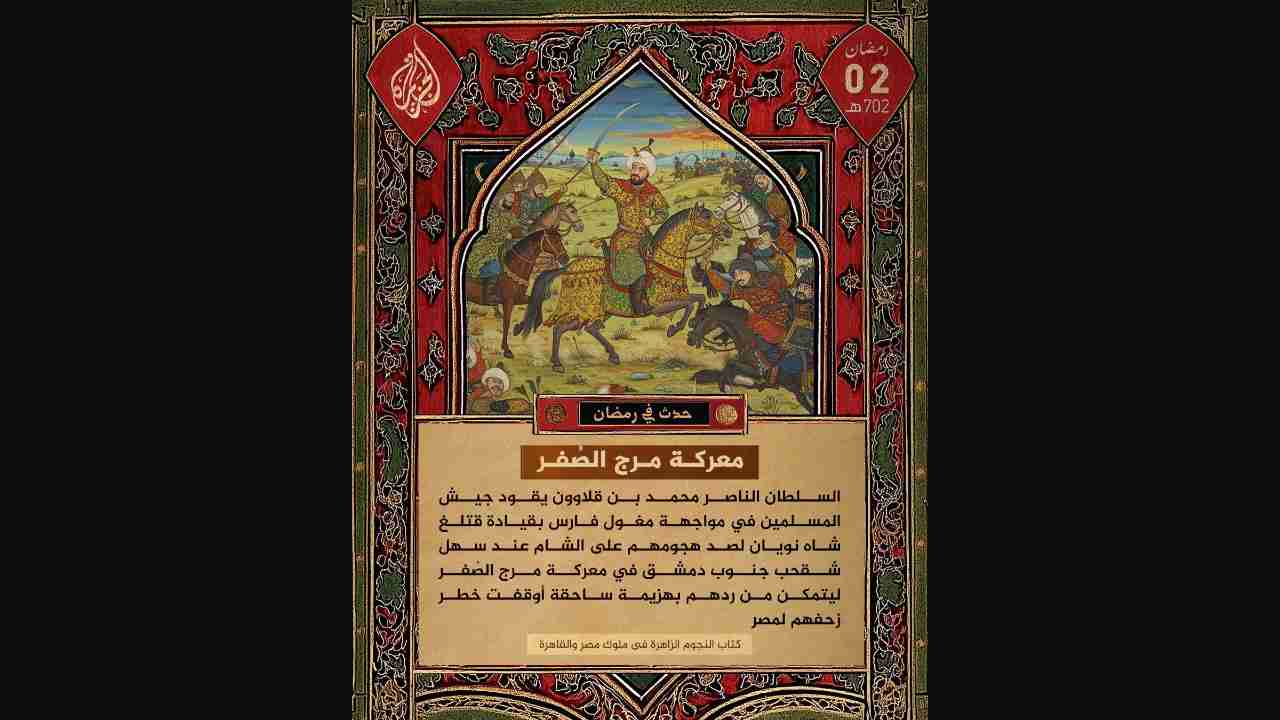 الجزيرة
رمضان
02
702هـ
حدث في رمضان
معركة مرج الصُفر
السلطان الناصر محمد بن قلاوون يقود جيش
المسلمين في مواجهة مغول فارس بقيادة قتلغ
شاه نويان لصد هجومهم على الشام عند سهل
شقحب جنوب دمشق في معركة مرج الصُفر
ليتمكن من ردهم بهزيمة ساحقة أوقفت خطر
زحفهم لمصر
كتاب النجوم الزاهرة فى ملوك مصر والقاهرة